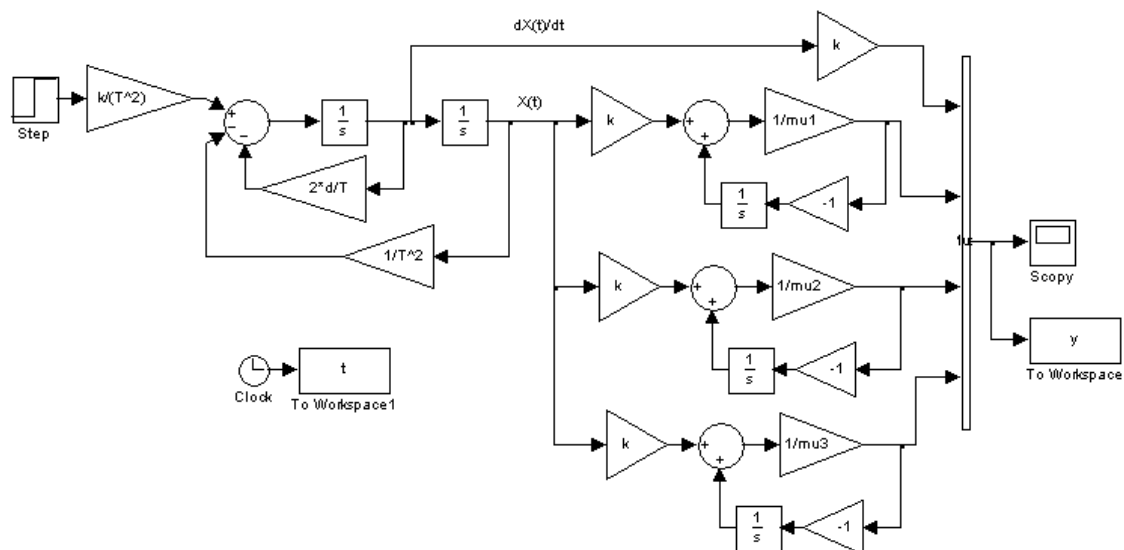 dX(t)/dt
k
Step
k/(T^2)
+
−
−
1
s
1
s
X(t)
k
+
+
1/mu1
2*d/T
1
s
-1
1/T^2
k
+
+
1/mu2
Scopy
1
s
-1
y
To Workspace
Clock
t
To Workspace1
k
+
+
1/mu3
1
s
-1